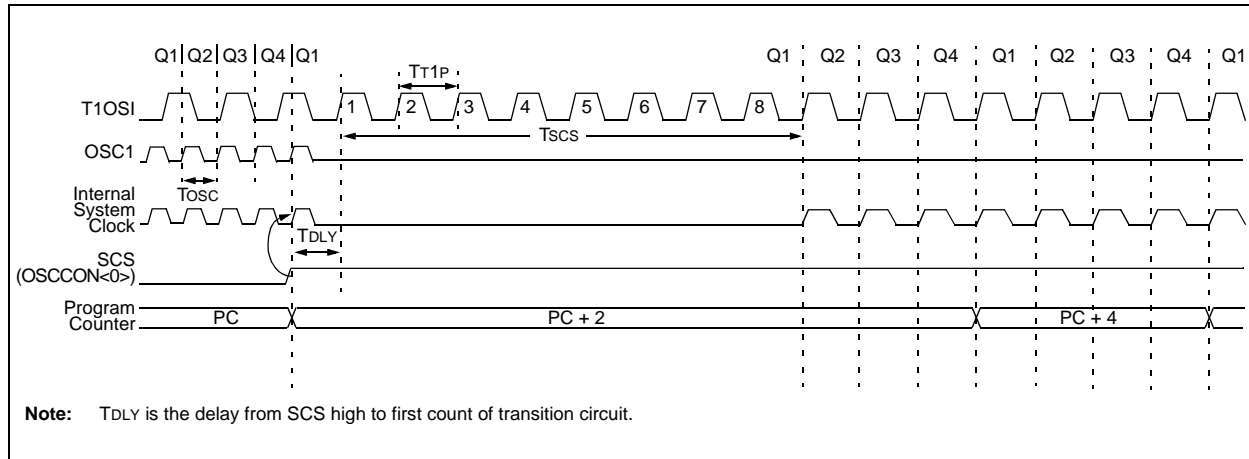 Q1 Q2 Q3 Q4 Q1 Q1 Q2 Q3 Q4 Q1 Q2 Q3 Q4 Q1
TT1P
T1OSI 1 2 3 4 5 6 7 8
TSCS
OSC1
TOSC
Internal
System
Clock
TDLY
SCS
(OSCCON<0>)
Program
Counter
PC PC + 2 PC + 4
Note: TDLY is the delay from SCS high to first count of transition circuit.